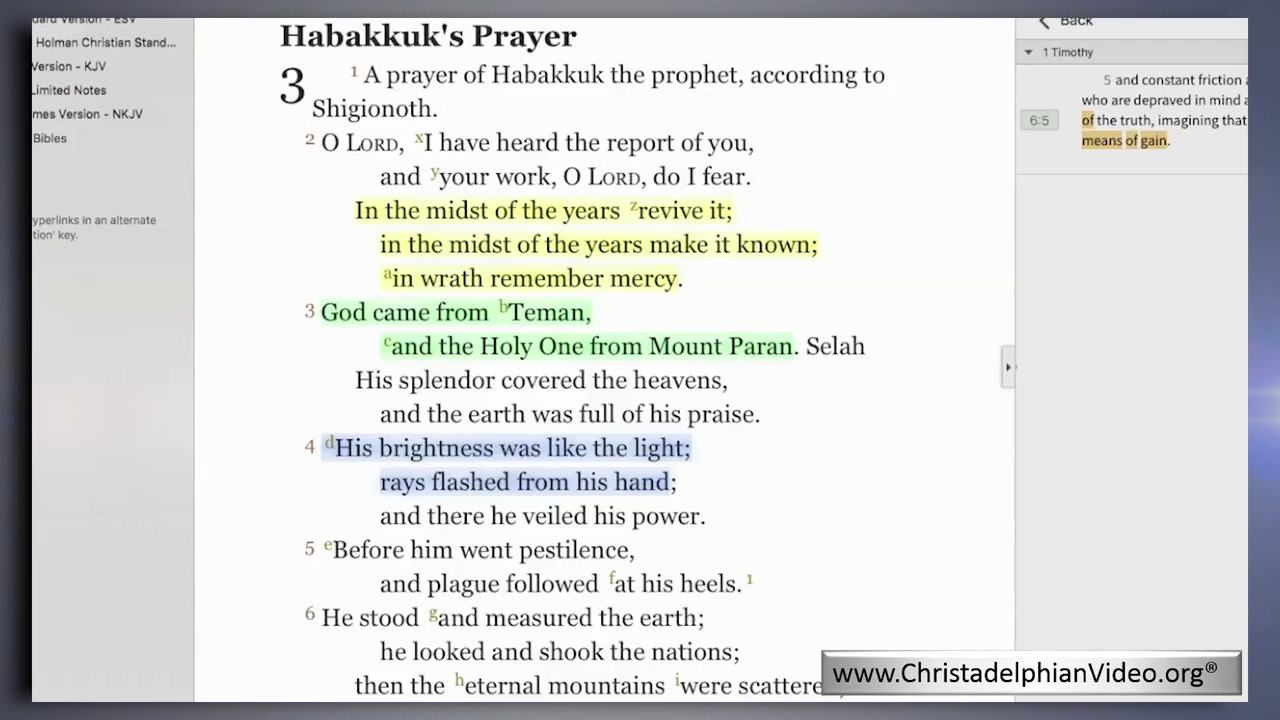 dard Version - ESV
Holman Christian Stand...
Version - KJV
Limited Notes
mes Version - NKJV
Bibles
yperlinks in an alternate
tion' key.
Habakkuk's Prayer
3 1 A prayer of Habakkuk the prophet, according to
Shigionoth.
2 O LORD, xI have heard the report of you,
and yyour work, O LORD, do I fear.
In the midst of the years zrevive it;
in the midst of the years make it known;
ain wrath remember mercy.
3 God came from bTeman,
cand the Holy One from Mount Paran. Selah
His splendor covered the heavens,
and the earth was full of his praise.
4 dHis brightness was like the light;
rays flashed from his hand;
and there he veiled his power.
5 eBefore him went pestilence,
and plague followed fat his heels. 1
6 He stood gand measured the earth;
he looked and shook the nations;
then the heternal mountains iwere scattere
Back
1 Timothy
6:5
5 and constant friction a
who are depraved in mind a
of the truth, imagining that
means of gain.
www.ChristadelphianVideo.org®